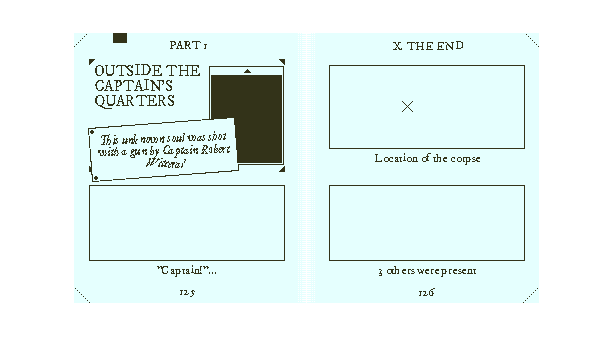 PART 1
OUTSIDE THE
CAPTAIN'S
QUARTERS
This unknown soul was shot
with a gun by Captain Robert
Witterel
"Captain!"...
125
X. THE END
Location of the corpse
3 others were present
126